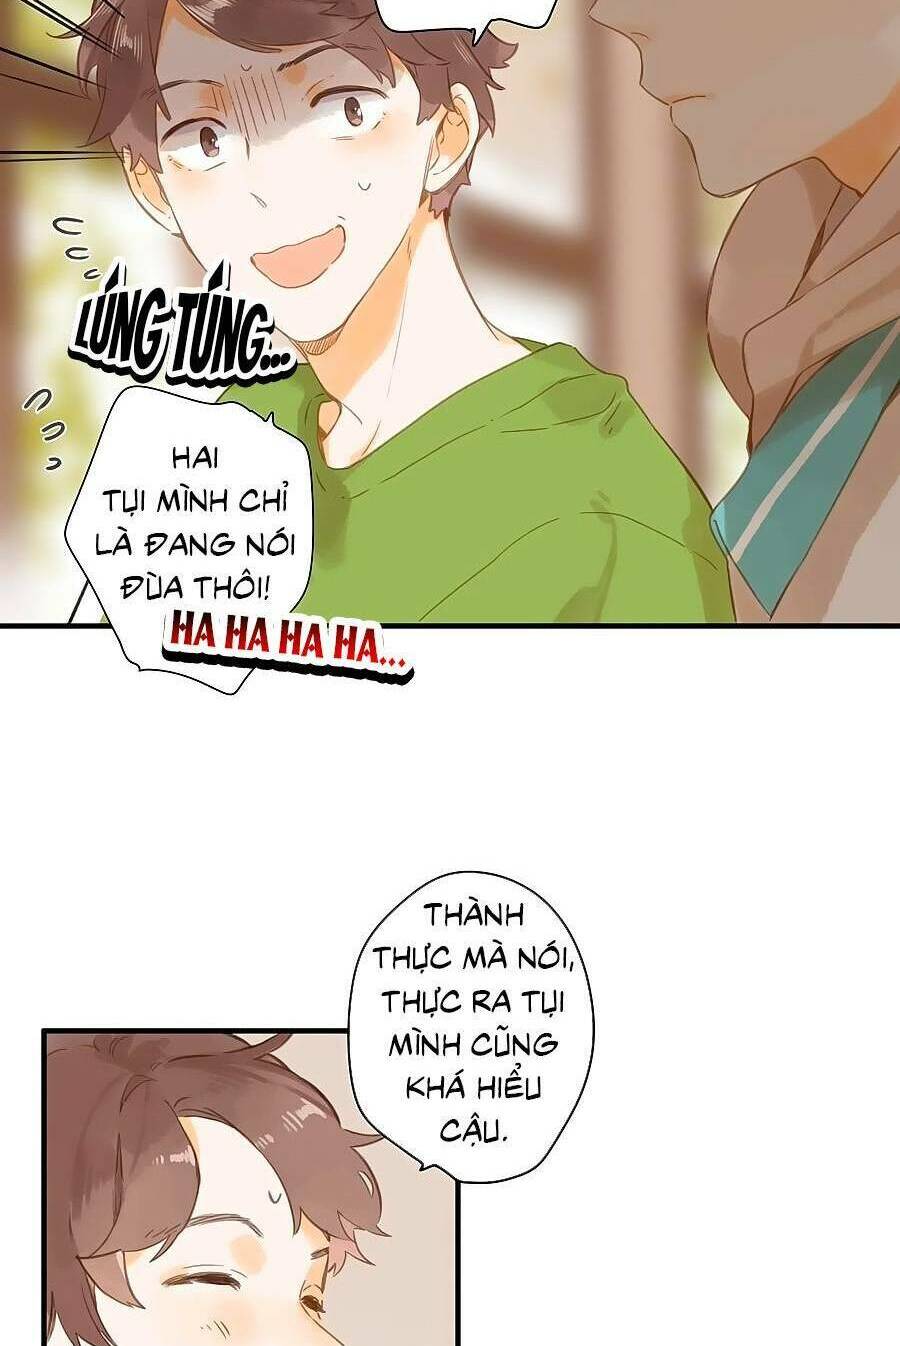 LÚNG TÚNG...
HAI
TỤI MÌNH CHỈ
LÀ ĐANG NÓI
ĐÙA THÔI!
HA HA HA HA...
THÀNH
THỰC MÀ NÓI,
THỰC RA TỤI
MÌNH CŨNG
KHÁ HIỂU
CẬU.